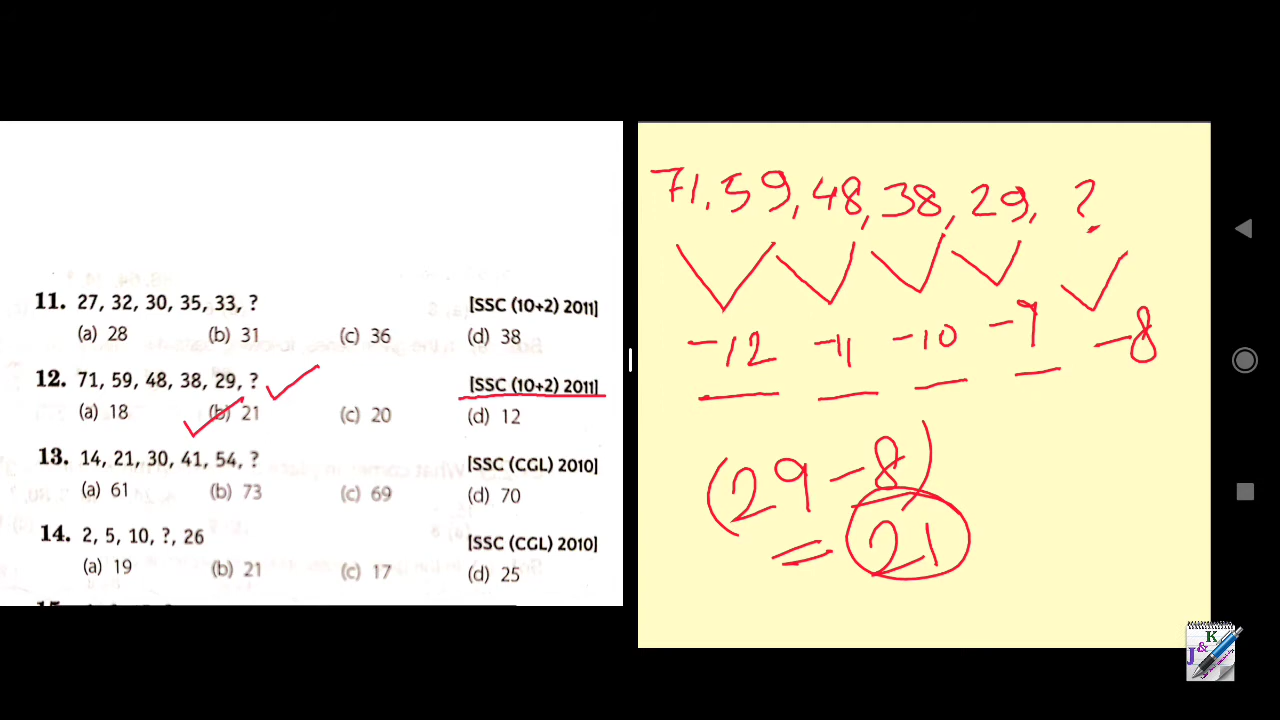 11. 27, 32, 30, 35, 33, ? [SSC (10+2) 2011]
(a) 28 (b) 31 (c) 36 (d) 38
12. 71, 59, 48, 38, 29, ? [SSC (10+2) 2011]
(a) 18 (b) 21 (c) 20 (d) 12
13. 14, 21, 30, 41, 54, ? [SSC (CGL) 2010]
(a) 61 (b) 73 (c) 69 (d) 70
14. 2, 5, 10, ?, 26 [SSC (CGL) 2010]
(a) 19 (b) 21 (c) 17 (d) 25
71, 59, 48, 38, 29, ?
-12 -11 -10 -9 -8
(29-8)
= 21
J&K